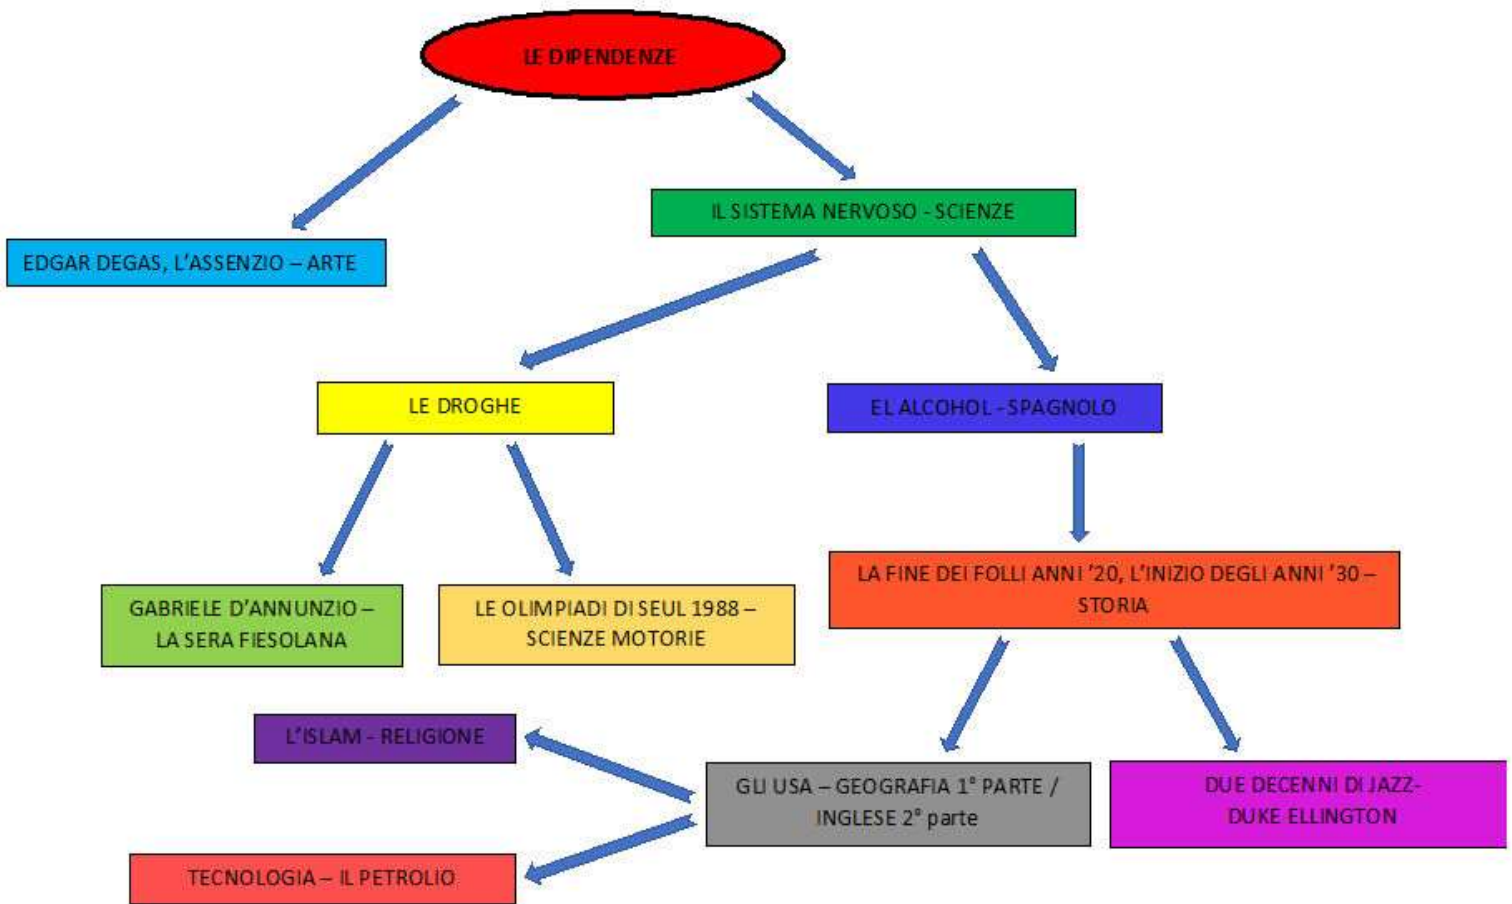 LE DIPENDENZE
IL SISTEMA NERVOSO - SCIENZE
EDGAR DEGAS, L'ASSENZIO – ARTE
LE DROGHE
EL ALCOHOL - SPAGNOLO
LA FINE DEI FOLLI ANNI '20, L'INIZIO DEGLI ANNI '30 –
STORIA
GABRIELE D'ANNUNZIO –
LA SERA FIESOLANA
LE OLIMPIADI DI SEUL 1988 –
SCIENZE MOTORIE
L'ISLAM - RELIGIONE
GLI USA – GEOGRAFIA 1° PARTE /
INGLESE 2° parte
DUE DECENNI DI JAZZ-
DUKE ELLINGTON
TECNOLOGIA – IL PETROLIO